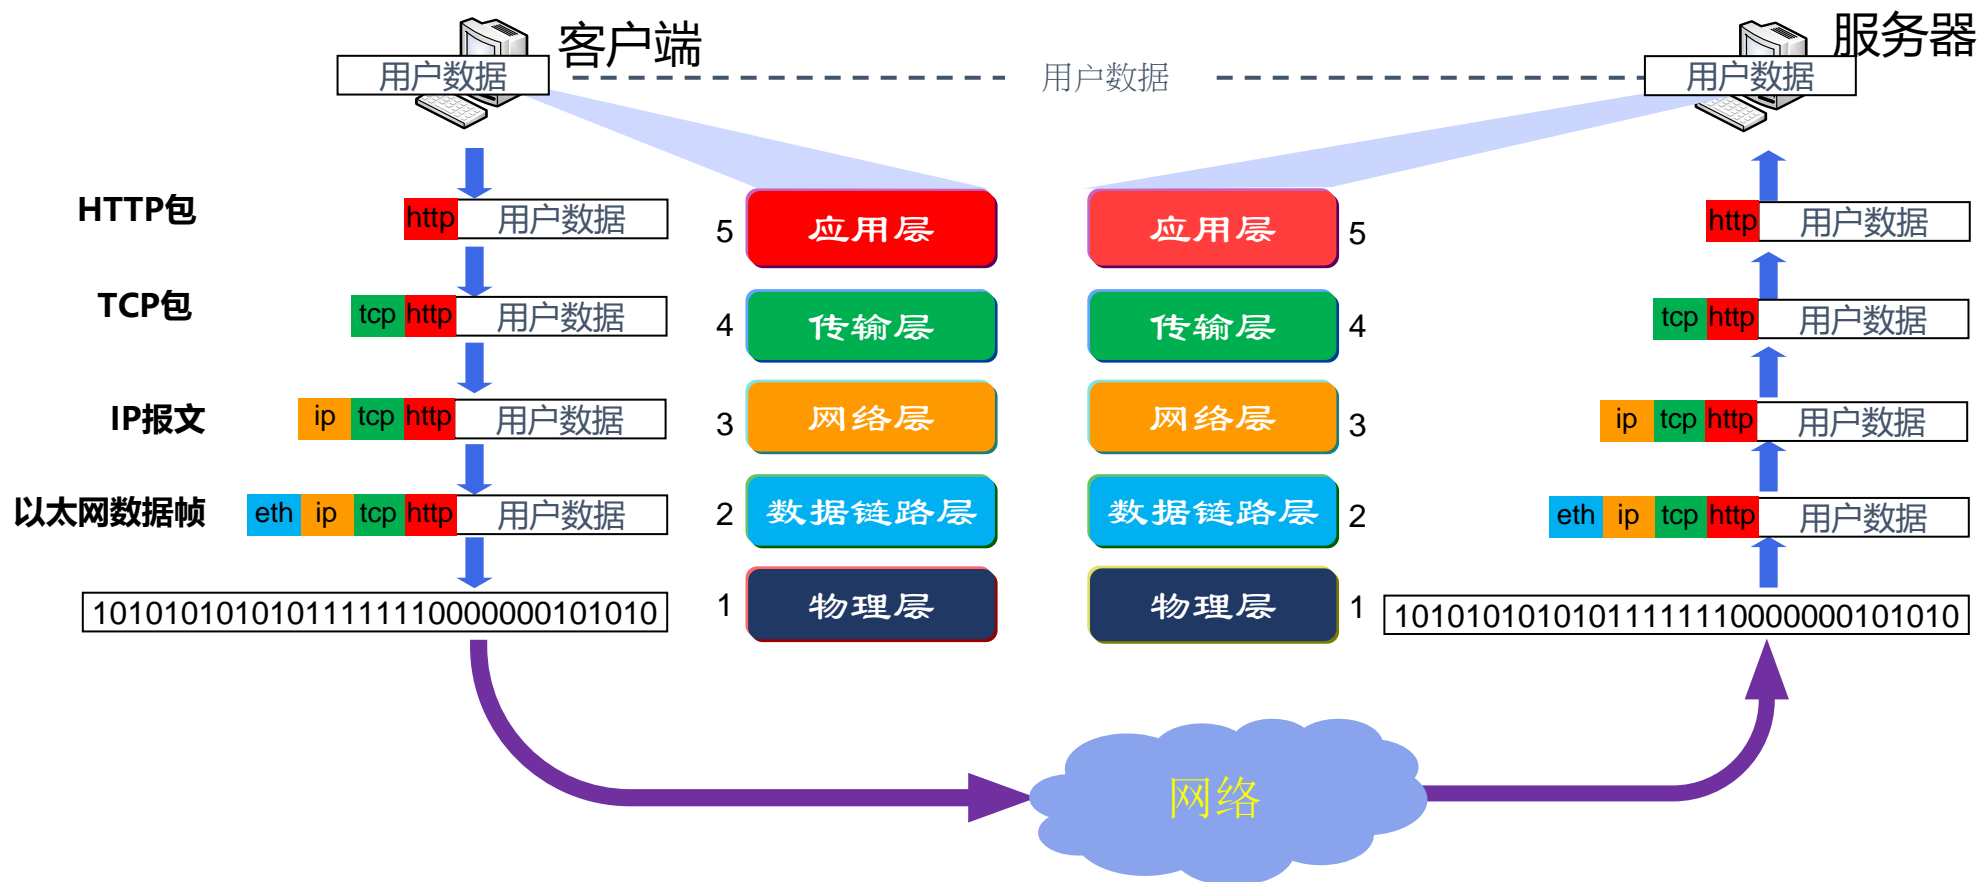 客户端
服务器
用户数据
用户数据
用户数据
HTTP包
http 用户数据
5 应用层
应用层 5
http 用户数据
TCP包
tcp http 用户数据
4 传输层
传输层 4
tcp http 用户数据
IP报文
ip tcp http 用户数据
3 网络层
网络层 3
ip tcp http 用户数据
以太网数据帧
eth ip tcp http 用户数据
2 数据链路层
数据链路层 2
eth ip tcp http 用户数据
10101010101011111110000000101010
1 物理层
物理层 1
10101010101011111110000000101010
网络